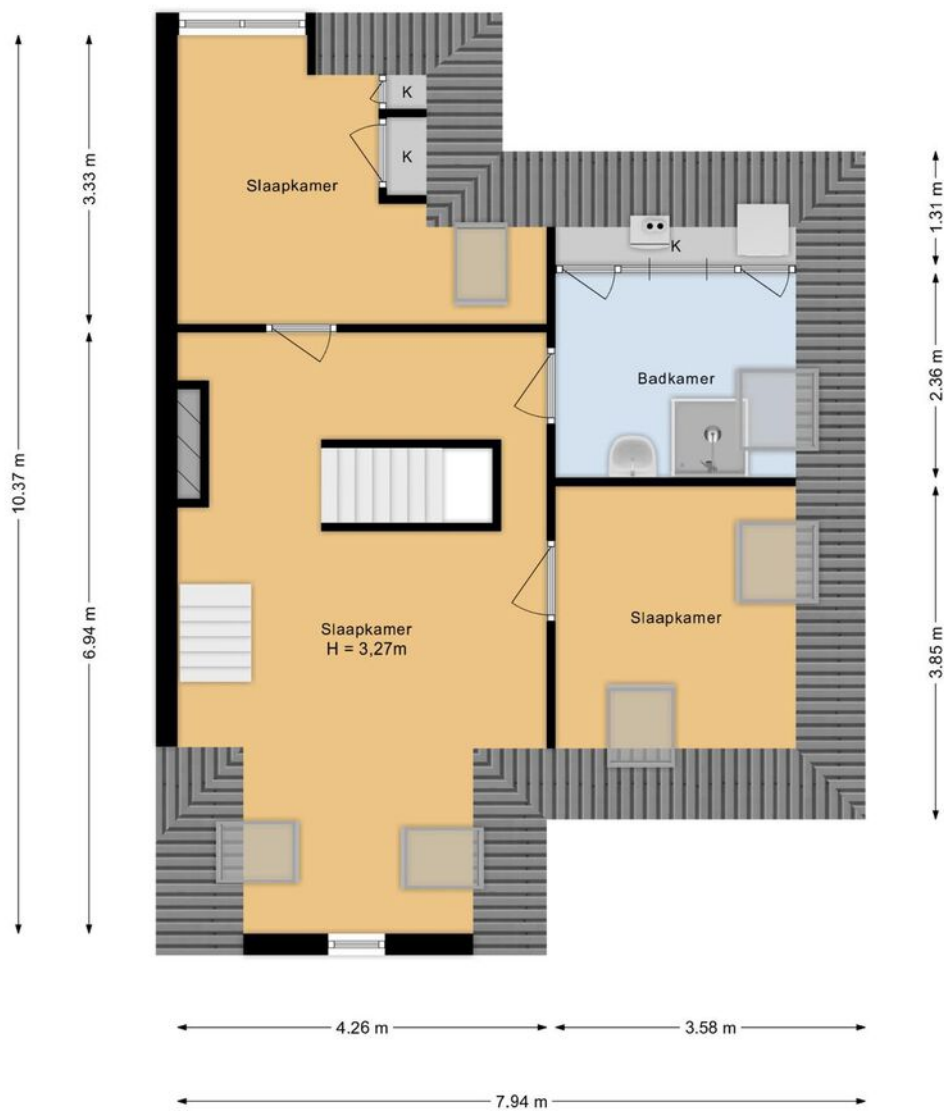 K
K
Slaapkamer
K
Badkamer
Slaapkamer
Slaapkamer
H = 3,27m
10.37 m
3.33 m
6.94 m
1.31 m
2.36 m
3.85 m
4.26 m
3.58 m
7.94 m